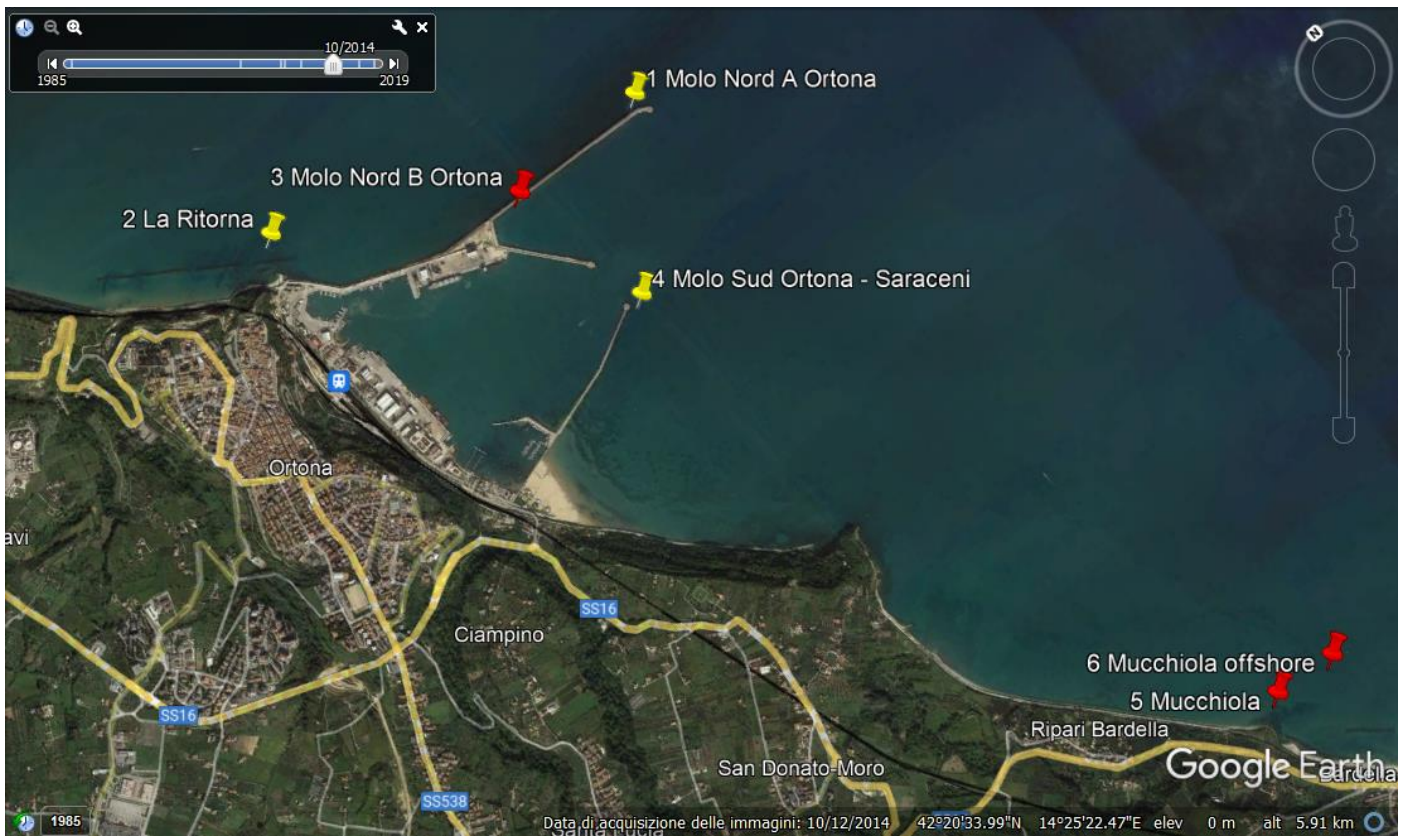 10/2014
1985
2019
N
1 Molo Nord A Ortona
3 Molo Nord B Ortona
2 La Ritorna
4 Molo Sud Ortona - Saraceni
Ortona
avi
SS16
Ciampino
6 Mucchiola offshore
5 Mucchiola
SS16
Ripari Bardella
San Donato-Moro
Google Earth
Bardella
SS538
1985
Data di acquisizione delle immagini: 10/12/2014 42°20'33.99"N 14°25'22.47"E elev 0 m alt 5.91 km